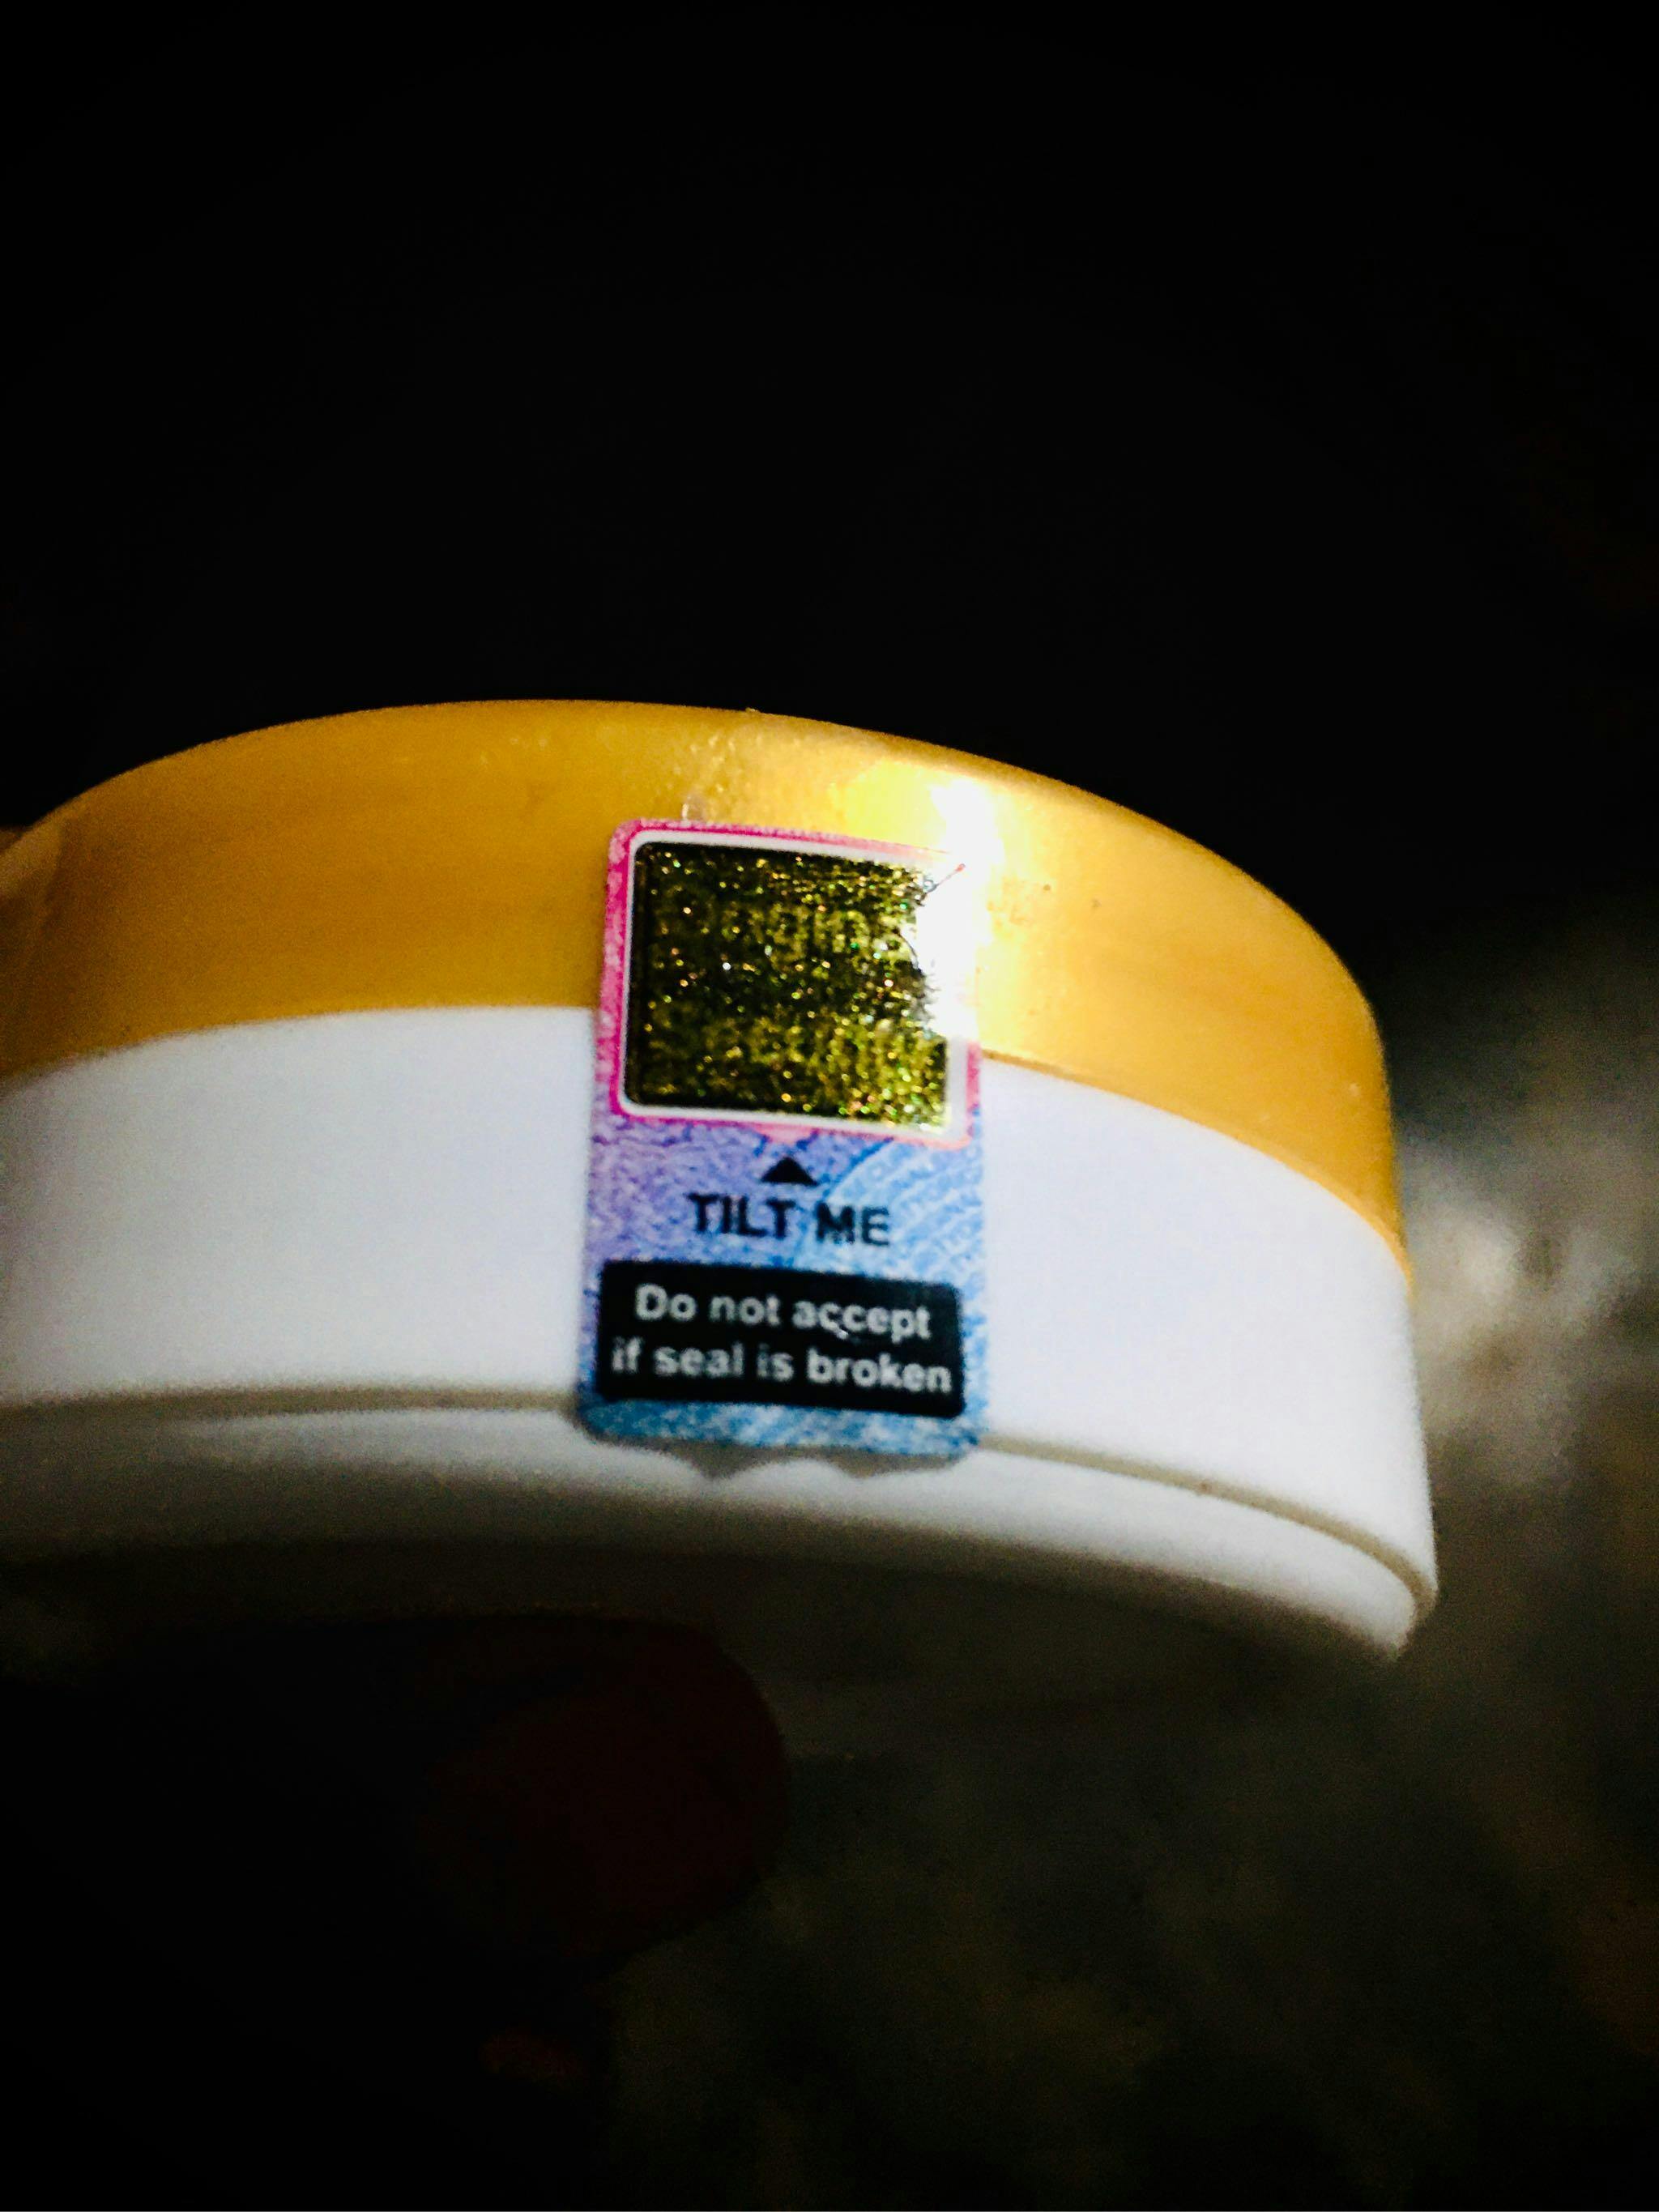 TILT ME
Do not accept
if seal is broken